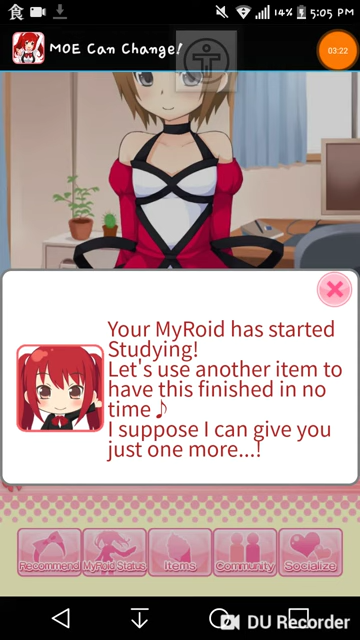 食 14% 5:05 PM
MOE Can Change!
03:22
Your MyRoid has started
Studying!
Let's use another item to
have this finished in no
time♪
I suppose I can give you
just one more...!
Recommend MyRoid Status Items Community Socialize
DU Recorder